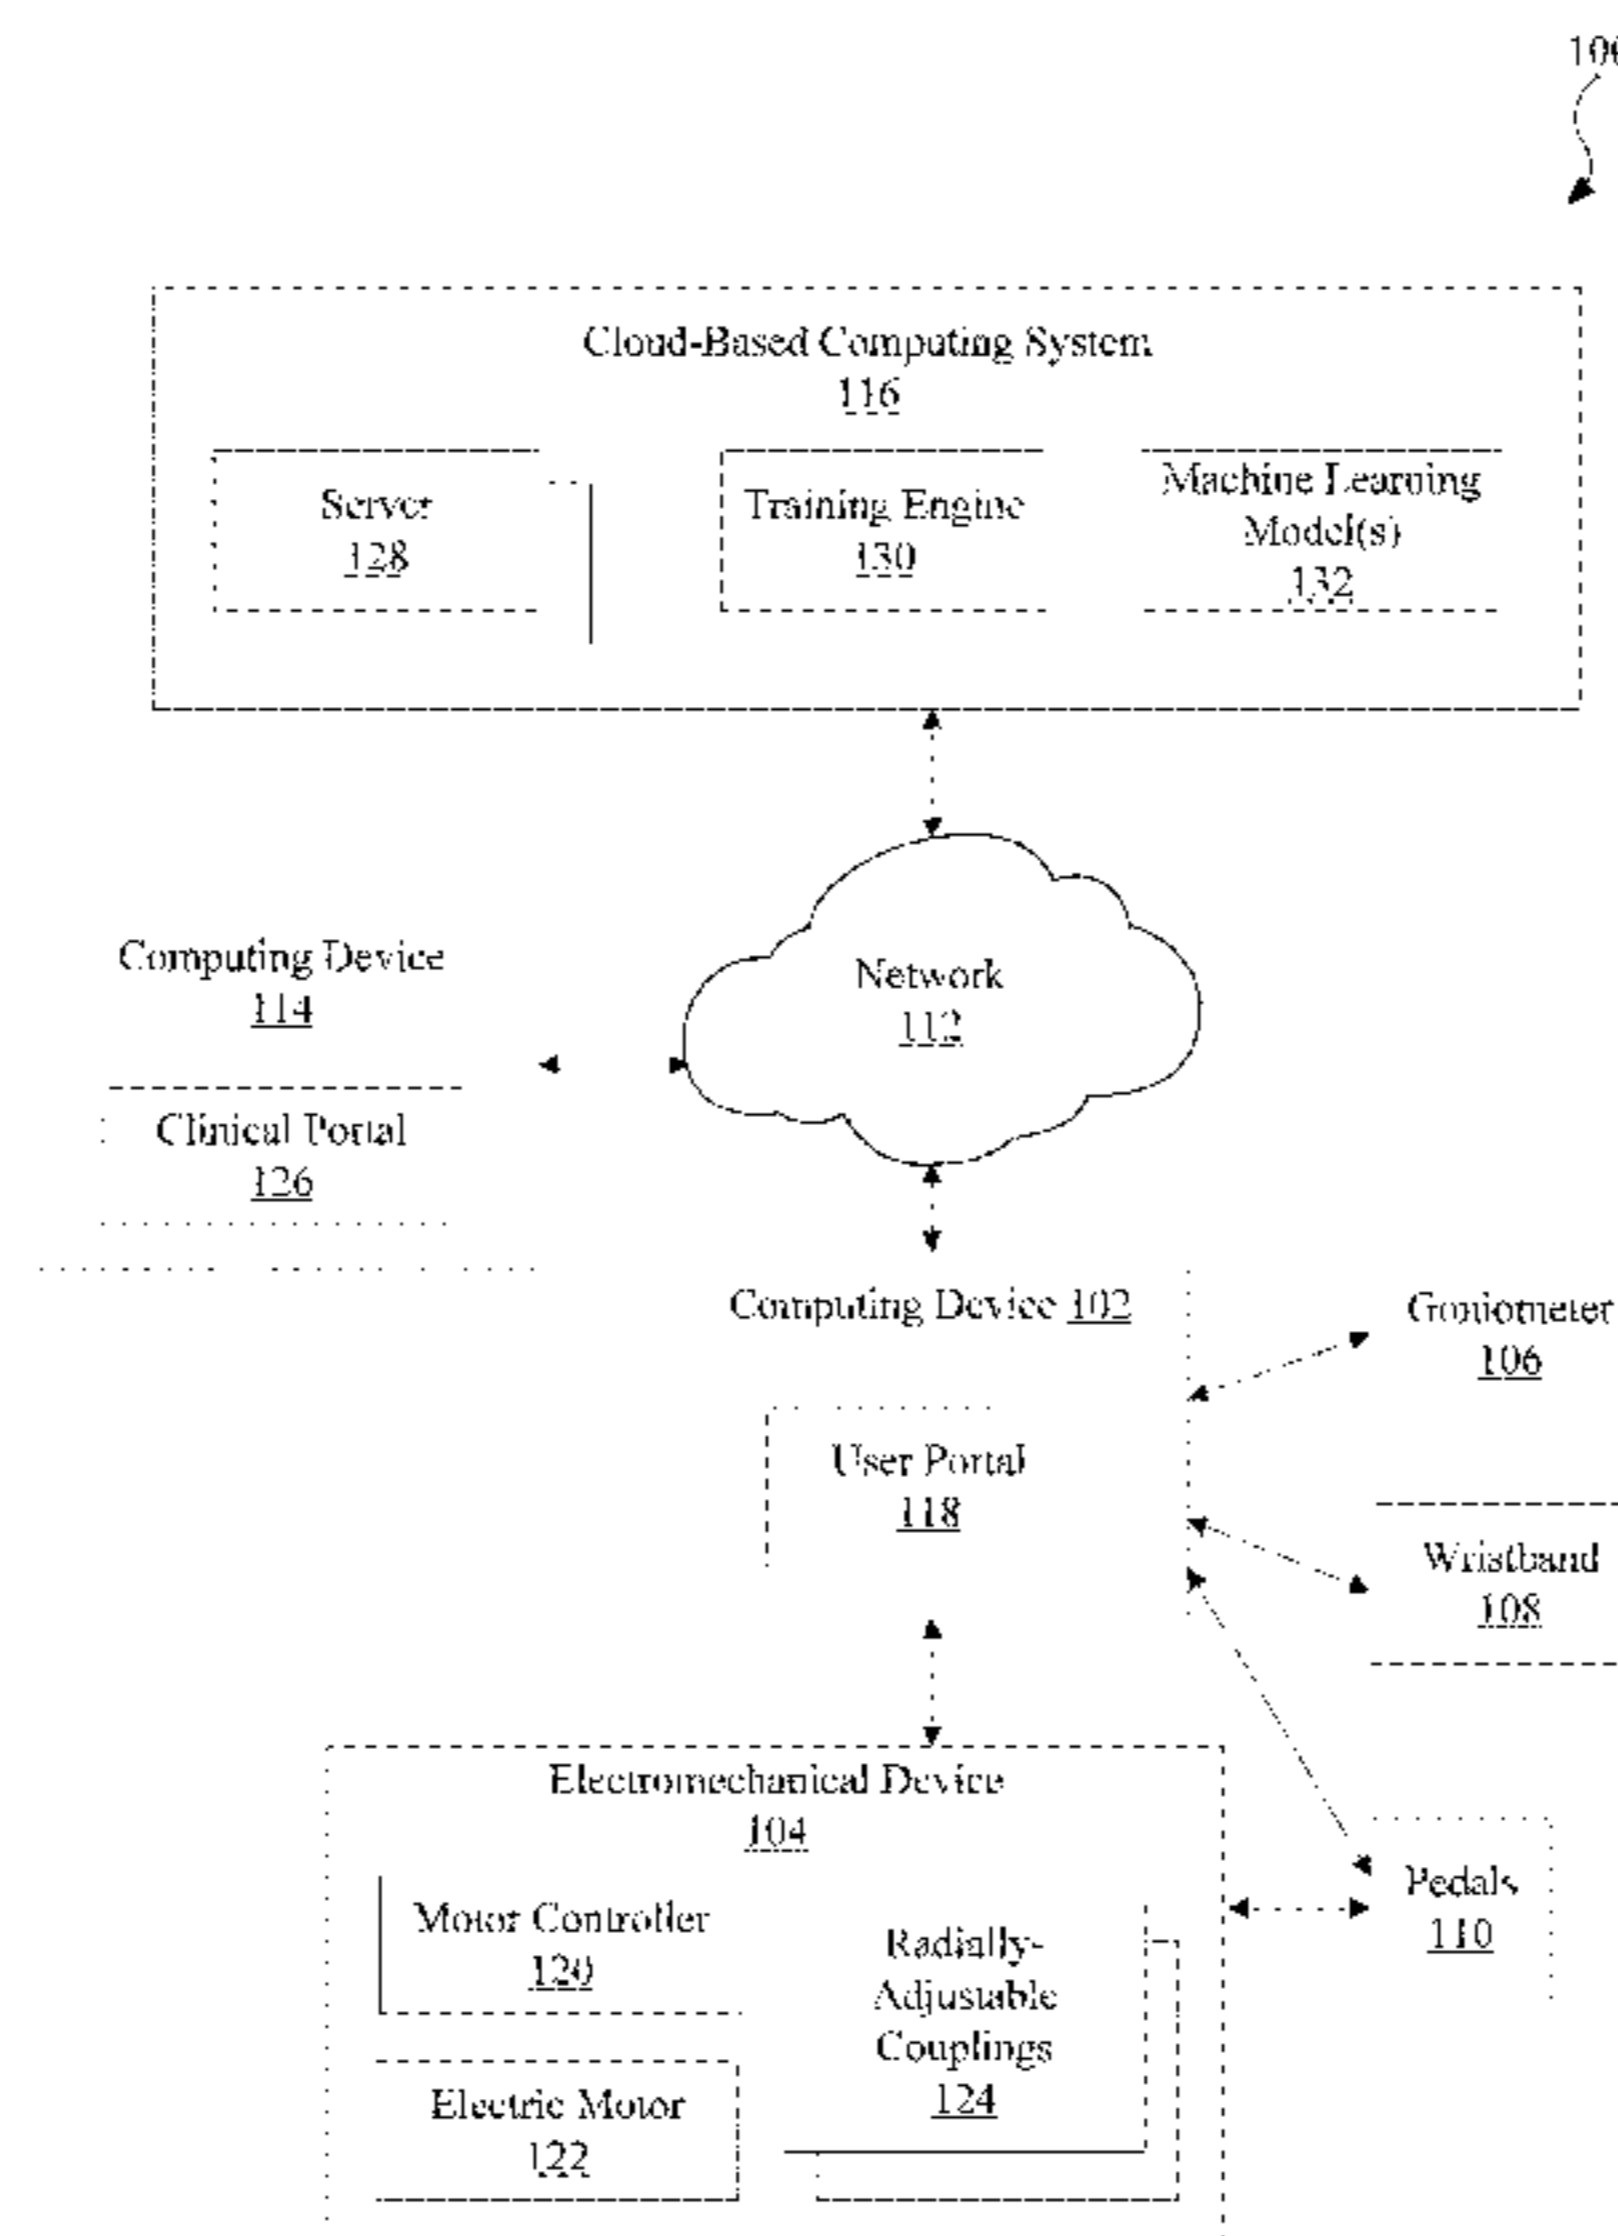 100
Cloud-Based Computing System
116
Server
128
Training Engine
130
Machine Learning
Model(s)
132
Network
112
Computing Device
114
Clinical Portal
126
Computing Device 102
User Portal
118
Goniometer
106
Wristband
108
Electromechanical Device
104
Motor Controller
120
Electric Motor
122
Radially-
Adjustable
Couplings
124
Pedals
110